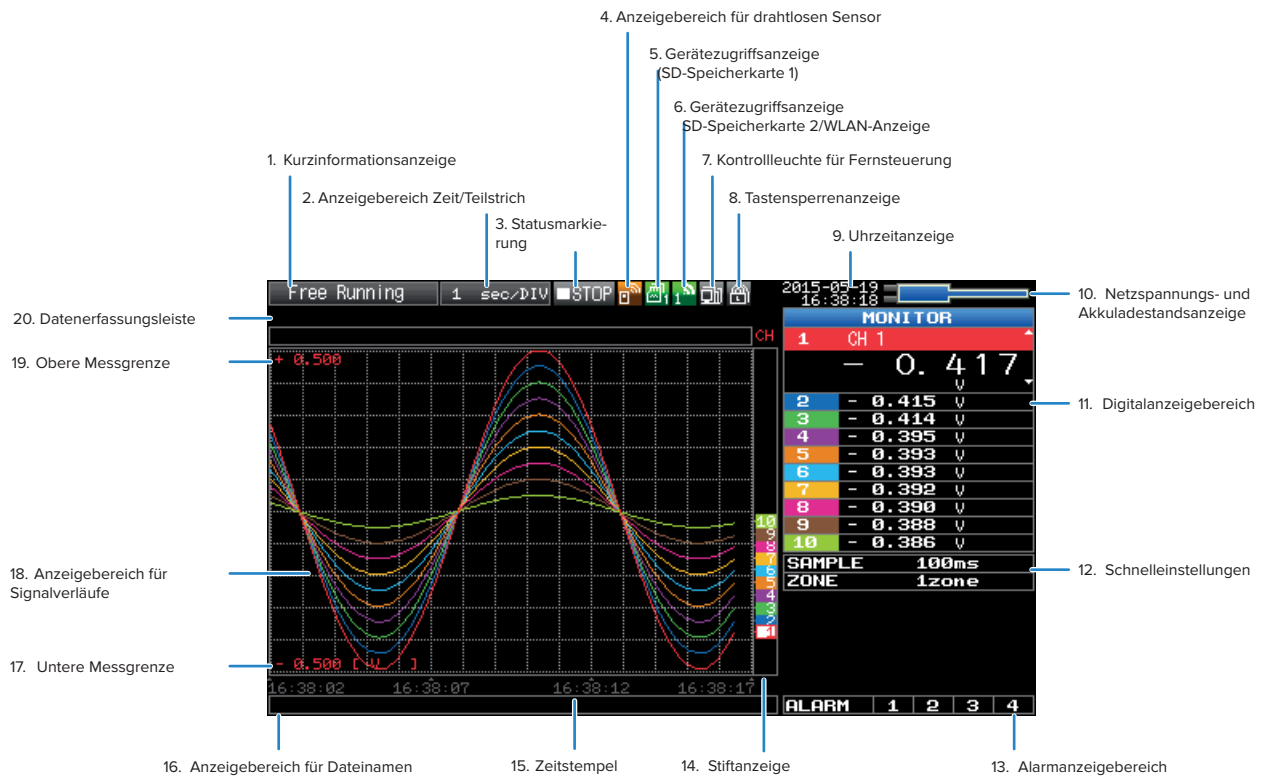 4. Anzeigebereich für drahtlosen Sensor
5. Gerätezugriffsanzeige
(SD-Speicherkarte 1)
6. Gerätezugriffsanzeige
SD-Speicherkarte 2/WLAN-Anzeige
1. Kurzinformationsanzeige
7. Kontrollleuchte für Fernsteuerung
2. Anzeigebereich Zeit/Teilstrich
8. Tastensperrenanzeige
3. Statusmarkie-
rung
9. Uhrzeitanzeige
Free Running
1 sec/DIV
STOP
1
1
2015-05-19
16:38:18
10. Netzspannungs- und
Akkuladestandsanzeige
20. Datenerfassungsleiste
MONITOR
CH
1 CH 1
19. Obere Messgrenze
+ 0.500
- 0.417
V
11. Digitalanzeigebereich
2 - 0.415 V
3 - 0.414 V
4 - 0.395 V
5 - 0.393 V
6 - 0.393 V
7 - 0.392 V
8 - 0.390 V
9 - 0.388 V
10 - 0.386 V
10
9
8
7
6
5
4
3
2
1
SAMPLE 100ms
ZONE 1zone
12. Schnelleinstellungen
18. Anzeigebereich für
Signalverläufe
17. Untere Messgrenze
- 0.500 [ V ]
16:38:02 16:38:07 16:38:12 16:38:17
ALARM 1 2 3 4
16. Anzeigebereich für Dateinamen
15. Zeitstempel
14. Stiftanzeige
13. Alarmanzeigebereich